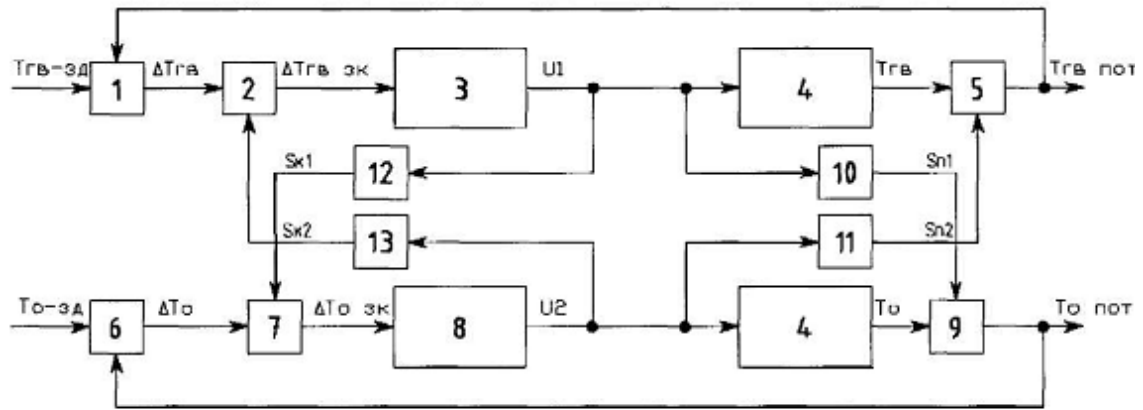 Тгв-зд
1
ΔТгв
2
ΔТгв зк
3
U1
4
Тгв
5
Тгв пот
Sк1
12
10
Sп1
Sк2
13
11
Sп2
То-зд
6
ΔТо
7
ΔТо зк
8
U2
4
То
9
То пот